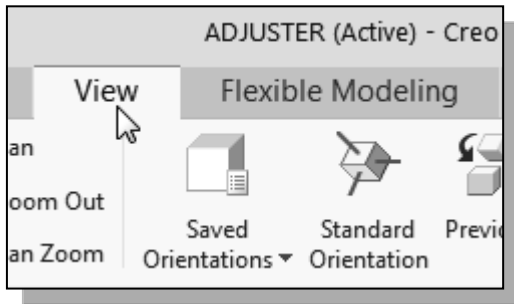 ADJUSTER (Active) - Creo
View Flexible Modeling
an
oom Out
an Zoom
Saved Orientations
Standard Orientation
Previ